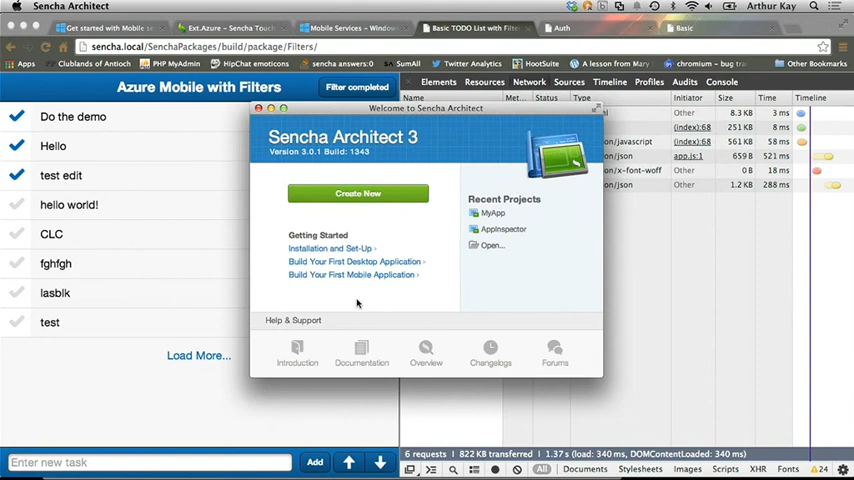 Sencha Architect
Arthur Kay
Get started with Mobile se
Ext.Azure - Sencha Touch
Mobile Services - Window
Basic TODO List with Filter
Auth
Basic
sencha.local/SenchaPackages/build/package/Filters/
Apps
Clublands of Antioch
PHP MyAdmin
HipChat emoticons
sencha answers: 0
SumAll
Twitter Analytics
HootSuite
A lesson from Mary
chromium – bug tra
Other Bookmarks
Azure Mobile with Filters
Filter completed
Do the demo
Hello
test edit
hello world!
CLC
fghfgh
lasblk
test
Load More...
Enter new task
Add
Elements Resources Network Sources Timeline Profiles Audits Console
Name Met... Status Type Initiator Size Time Timeline
Other 8.3 KB 3 ms
(index):68 251 KB 8 ms
on/javascript (index):68 561 KB 58 ms
on/json app.js:1 659 B 521 ms
on/x-font-woff Other 0 B 18 ms
on/json Other 1.2 KB 288 ms
6 requests | 822 KB transferred | 1.37 s (load: 340 ms, DOMContentLoaded: 340 ms)
All Documents Stylesheets Images Scripts XHR Fonts 24
Welcome to Sencha Architect
Sencha Architect 3
Version 3.0.1 Build: 1343
Create New
Getting Started
Installation and Set-Up
Build Your First Desktop Application
Build Your First Mobile Application
Recent Projects
MyApp
AppInspector
Open...
Help & Support
Introduction
Documentation
Overview
Changelogs
Forums